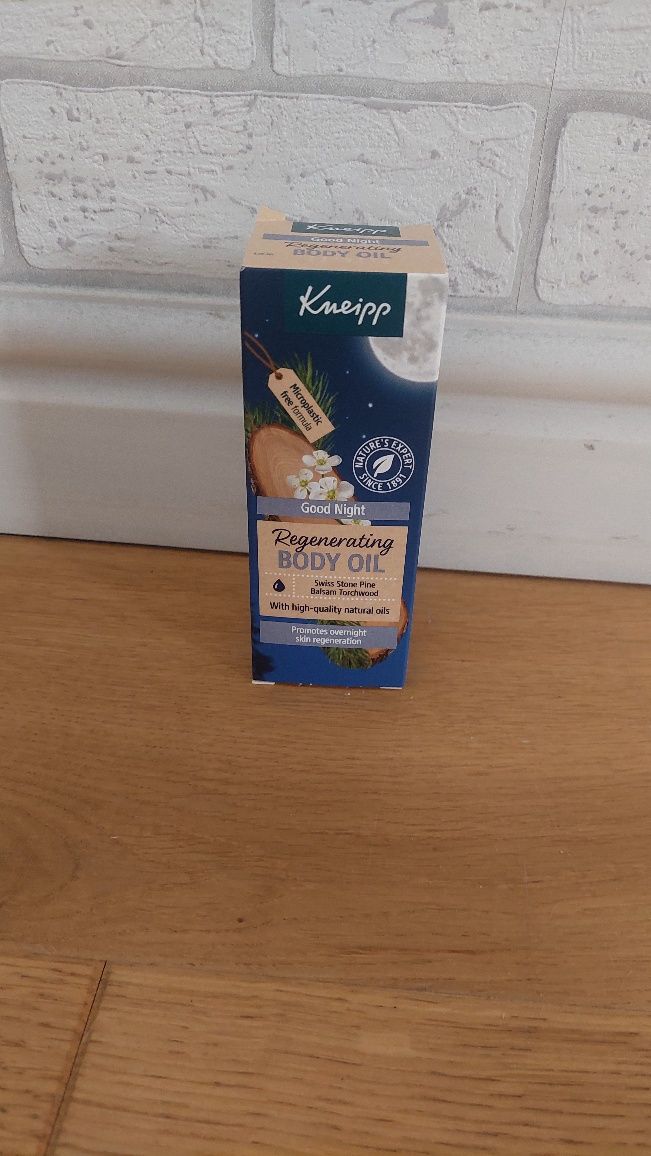 Kneipp
Good Night
Regenerating
BODY OIL
Kneipp
Microplastic
free formula
NATURE'S EXPERT
SINCE 1891
Good Night
Regenerating
BODY OIL
Swiss Stone Pine
Balsam Torchwood
With high-quality natural oils
Promotes overnight
skin regeneration